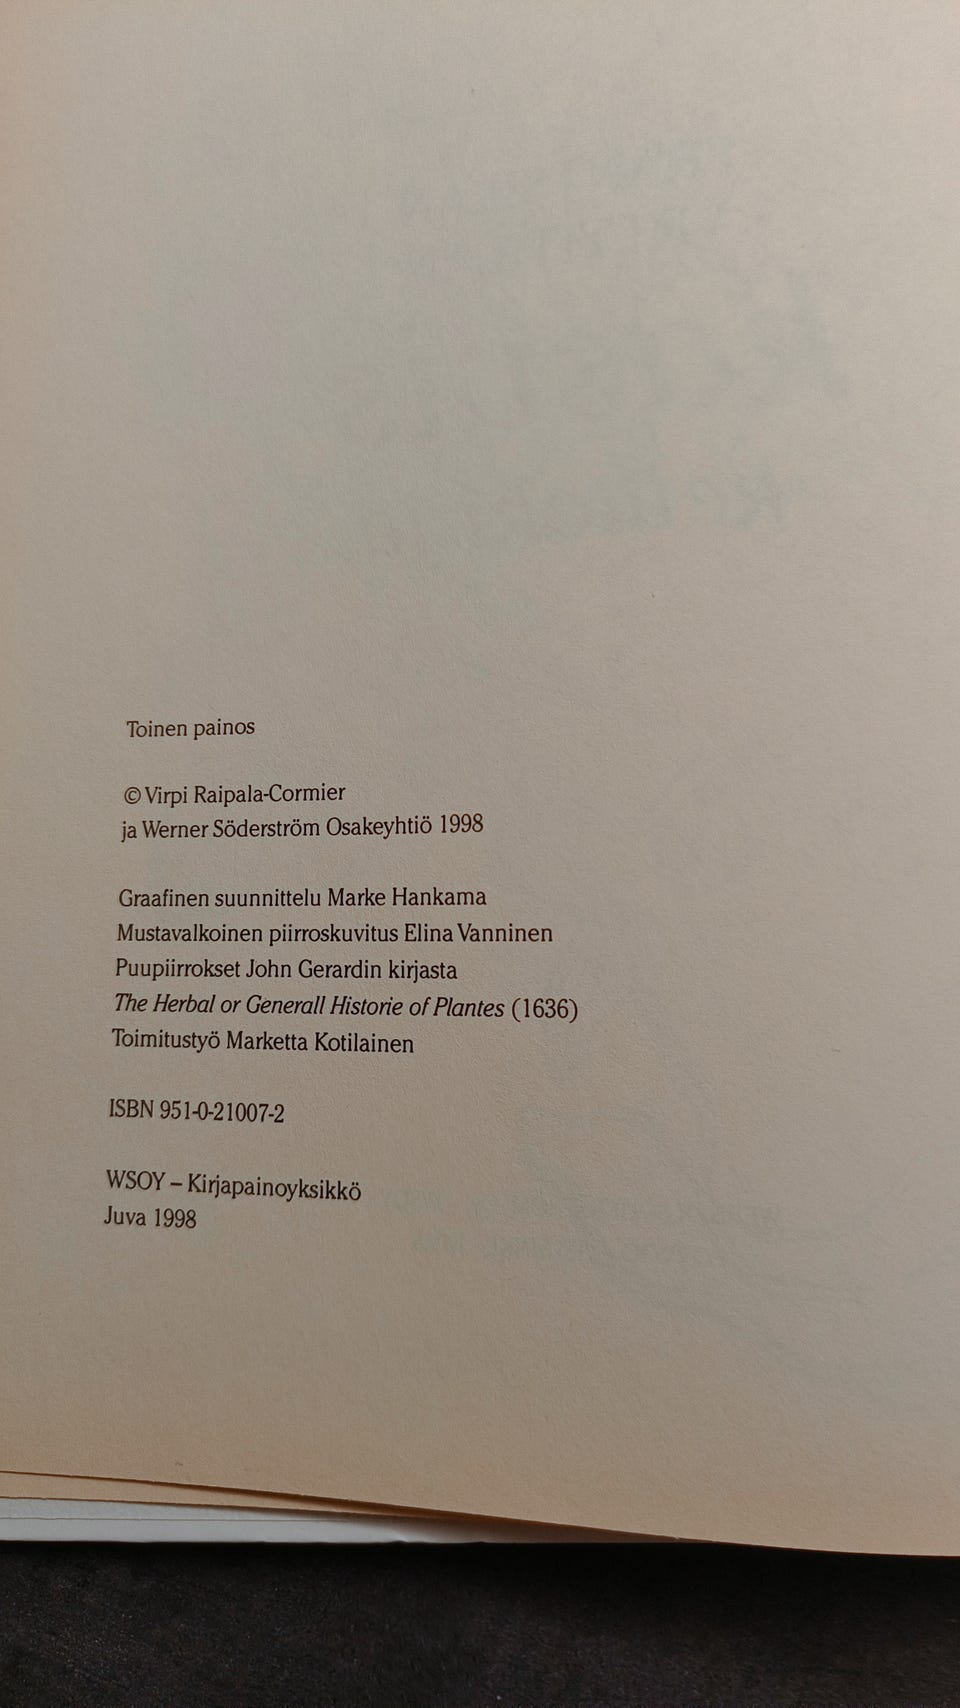 Toinen painos
© Virpi Raipala-Cormier
ja Werner Söderström Osakeyhtiö 1998
Graafinen suunnittelu Marke Hankama
Mustavalkoinen piirroskuvitus Elina Vanninen
Puupiirrokset John Gerardin kirjasta
The Herbal or Generall Historie of Plantes (1636)
Toimitustyö Marketta Kotilainen
ISBN 951-0-21007-2
WSOY – Kirjapainoyksikkö
Juva 1998